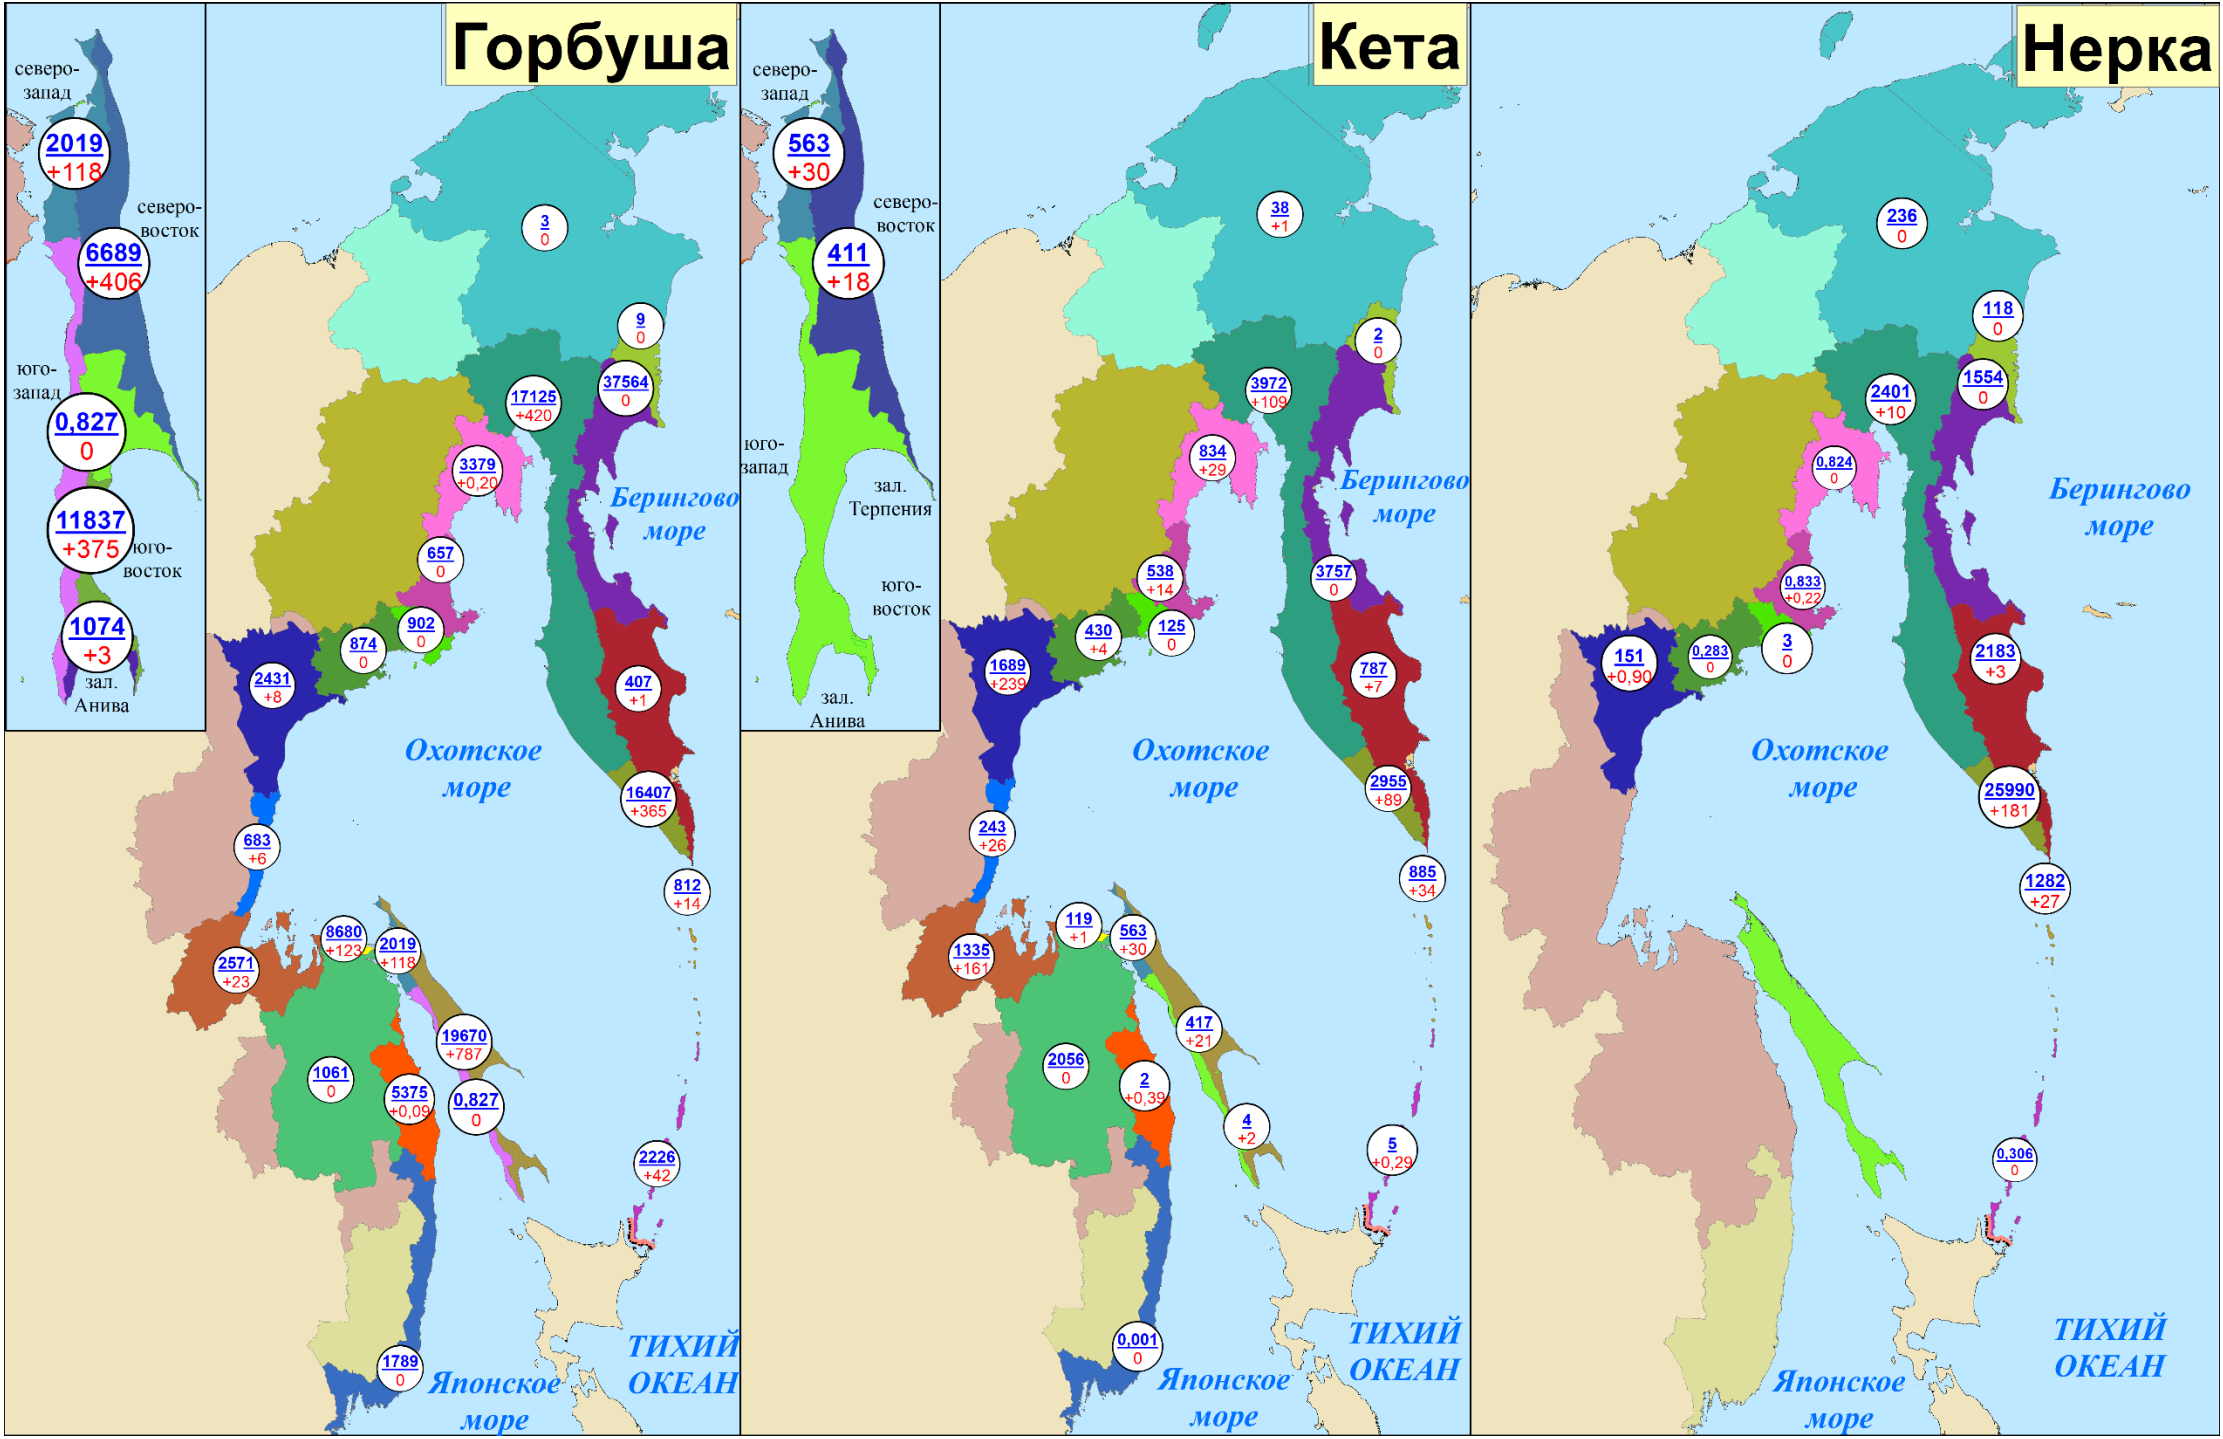 Горбуша
северо-
запад
2019
+118
северо-
восток
6689
+406
юго-
запад
0,827
0
11837
+375
юго-
восток
1074
+3
зал.
Анива
3
0
9
0
37564
0
17125
+420
3379
+0,20
Берингово
море
657
0
902
0
874
0
2431
+8
407
+1
Охотское
море
16407
+365
683
+6
812
+14
8680
+123
2019
+118
2571
+23
19670
+787
1061
0
5375
+0,09
0,827
0
2226
+42
ТИХИЙ
ОКЕАН
1789
0
Японское
море
Кета
северо-
запад
563
+30
северо-
восток
411
+18
юго-
запад
зал.
Терпения
юго-
восток
зал.
Анива
38
+1
2
0
3972
+109
834
+29
Берингово
море
538
+14
3757
0
125
0
430
+4
1689
+239
787
+7
Охотское
море
2955
+89
243
+26
885
+34
119
+1
563
+30
1335
+161
417
+21
2056
0
2
+0,39
4
+2
5
+0,29
ТИХИЙ
ОКЕАН
0,001
0
Японское
море
Нерка
236
0
118
0
1554
0
2401
+10
0,824
0
Берингово
море
0,833
+0,22
3
0
0,283
0
151
+0,90
2183
+3
Охотское
море
25990
+181
1282
+27
0,306
0
ТИХИЙ
ОКЕАН
Японское
море